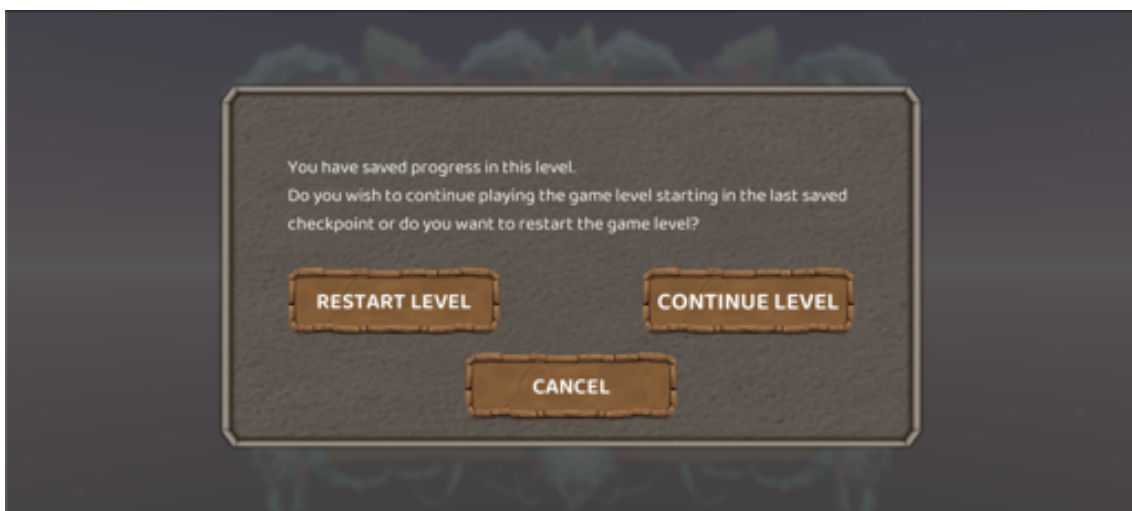 You have saved progress in this level.
Do you wish to continue playing the game level starting in the last saved
checkpoint or do you want to restart the game level?
RESTART LEVEL
CONTINUE LEVEL
CANCEL